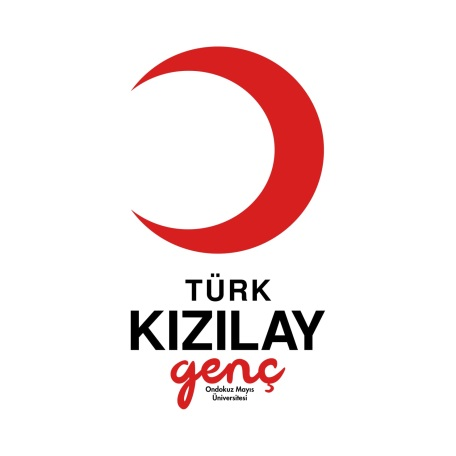 TÜRK
KIZILAY
genç
Ondokuz Mayıs
Üniversitesi